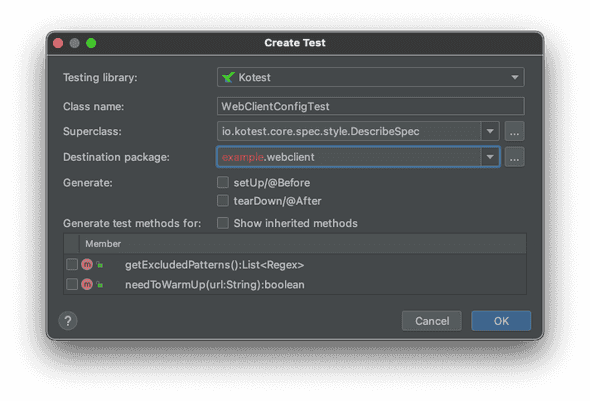 Create Test
Testing library: Kotest
Class name: WebClientConfigTest
Superclass: io.kotest.core.spec.style.DescribeSpec ...
Destination package: example.webclient ...
Generate: setUp/@Before
tearDown/@After
Generate test methods for: Show inherited methods
Member
m getExcludedPatterns():List<Regex>
m needToWarmUp(url:String):boolean
? Cancel OK